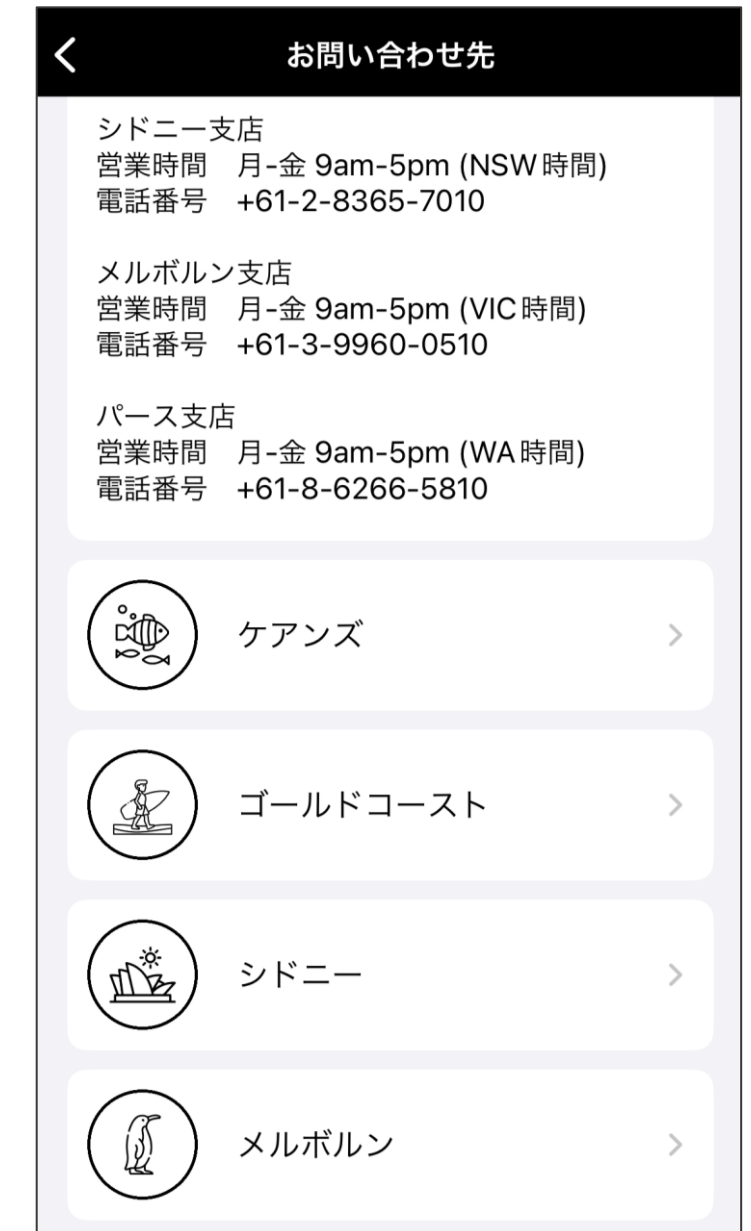 お問い合わせ先
シドニー支店
営業時間　月-金 9am-5pm (NSW時間)
電話番号　+61-2-8365-7010
メルボルン支店
営業時間　月-金 9am-5pm (VIC時間)
電話番号　+61-3-9960-0510
パース支店
営業時間　月-金 9am-5pm (WA時間)
電話番号　+61-8-6266-5810
ケアンズ
ゴールドコースト
シドニー
メルボルン